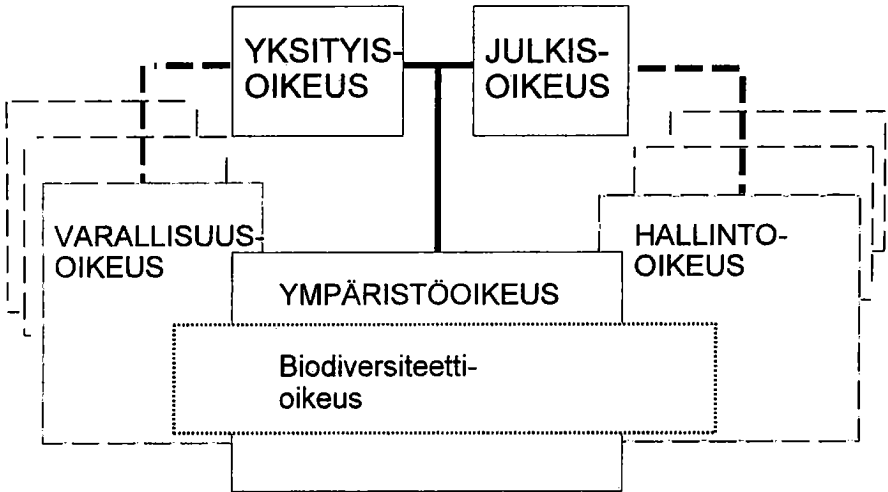 YKSITYIS-
OIKEUS
JULKIS-
OIKEUS
VARALLISUUS-
OIKEUS
HALLINTO-
OIKEUS
YMPÄRISTÖOIKEUS
Biodiversiteetti-
oikeus